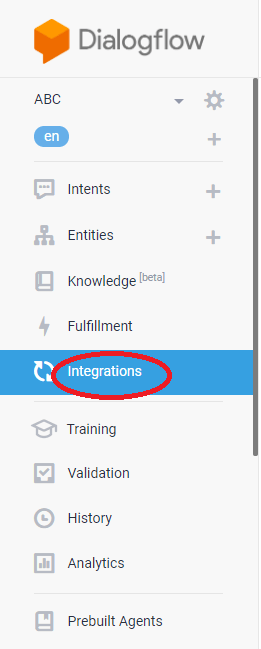 Dialogflow
ABC
en
Intents
Entities
Knowledge [beta]
Fulfillment
Integrations
Training
Validation
History
Analytics
Prebuilt Agents